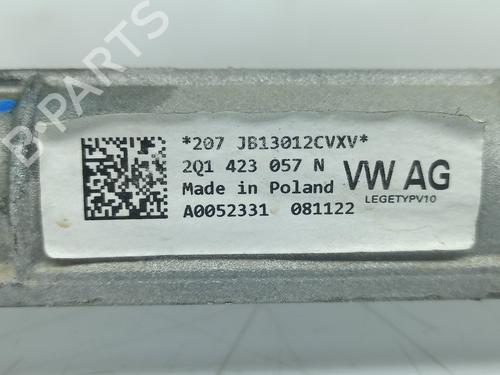 B-PARTS
*207 JB13012CVXV*
2Q1 423 057 N
Made in Poland
VW AG
LEGETYPV10
A0052331 081122